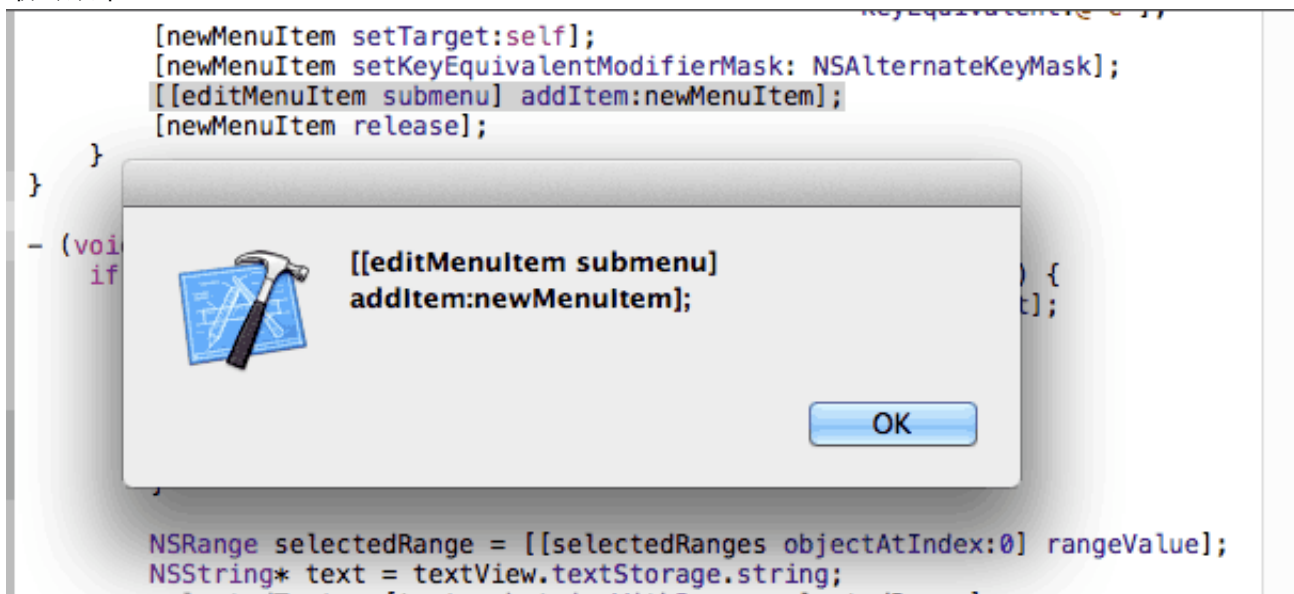 [newMenuItem setTarget:self];
[newMenuItem setKeyEquivalentModifierMask: NSAlternateKeyMask];
[[editMenuItem submenu] addItem:newMenuItem];
[newMenuItem release];
}
}
- (voi
if
) {
t];
[[editMenuItem submenu]
addItem:newMenuItem];
OK
NSRange selectedRange = [[selectedRanges objectAtIndex:0] rangeValue];
NSString* text = textView.textStorage.string;